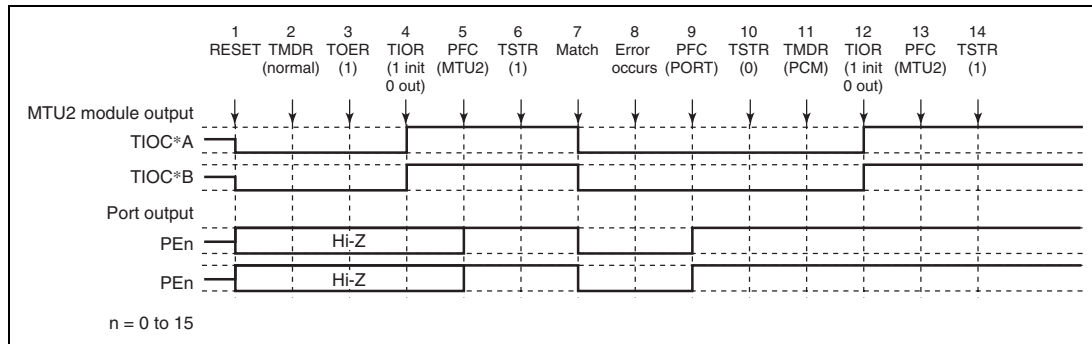 1 2 3 4 5 6 7 8 9 10 11 12 13 14
RESET TMDR TOER TIOR PFC TSTR Match Error PFC TSTR TMDR TIOR PFC TSTR
(normal) (1) (1 init (MTU2) (1) occurs (PORT) (0) (PCM) (1 init (MTU2) (1)
0 out) 0 out)
MTU2 module output
TIOC*A
TIOC*B
Port output
PEn Hi-Z
PEn Hi-Z
n = 0 to 15